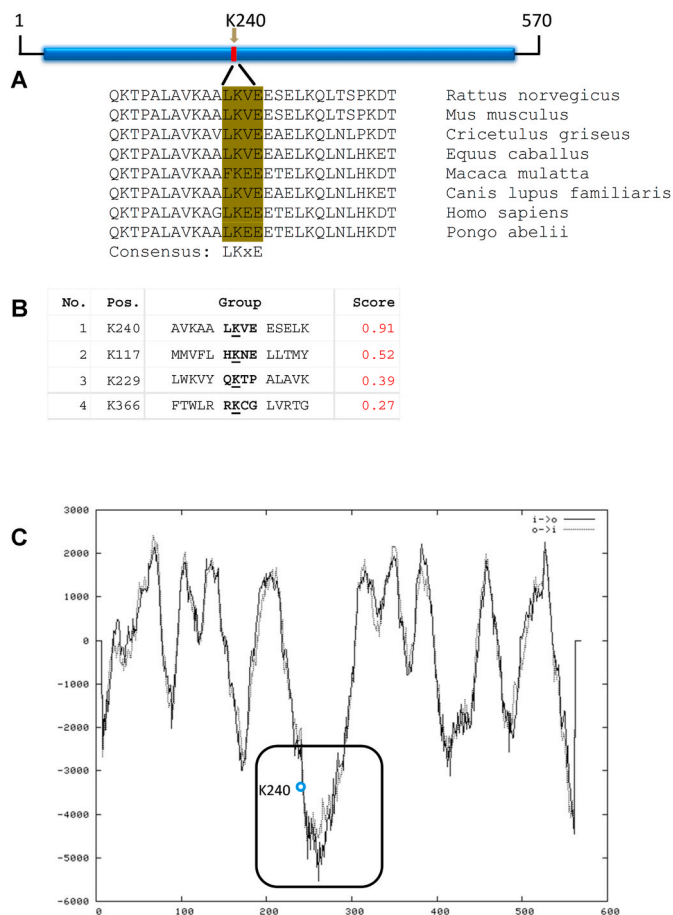 1 K240 570
A
QKTPALAVKAALKVEESELKQLTSPKDT Rattus norvegicus
QKTPALAVKAALKVEESELKQLTSPKDT Mus musculus
QKTPALAVKAVLKVEEAELKQLNLPKDT Cricetulus griseus
QKTPALAVKAALKVEEAELKQLNLHKET Equus caballus
QKTPALAVKAAFKEEETELKQLNLHKDT Macaca mulatta
QKTPALAVKAALKVEEAELKQLNLHKET Canis lupus familiaris
QKTPALAVKAGLKEEETELKQLNLHKDT Homo sapiens
QKTPALAVKAALKEEETELKQLNLHKDT Pongo abelii
Consensus: LKxE
B
No. Pos. Group Score
1 K240 AVKAA LKVE ESELK 0.91
2 K117 MMVFL HKNE LLTMY 0.52
3 K229 LWKVY QKTP ALAVK 0.39
4 K366 FTWLR RKCG LVRTG 0.27
C
3000
i->o
o->i
2000
1000
0
-1000
-2000
-3000
K240
-4000
-5000
-6000
0 100 200 300 400 500 600